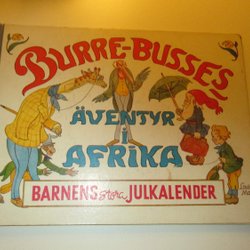 BURRE-BUSSES
ÄVENTYR
i
AFRIKA
BARNENS stora JULKALENDER